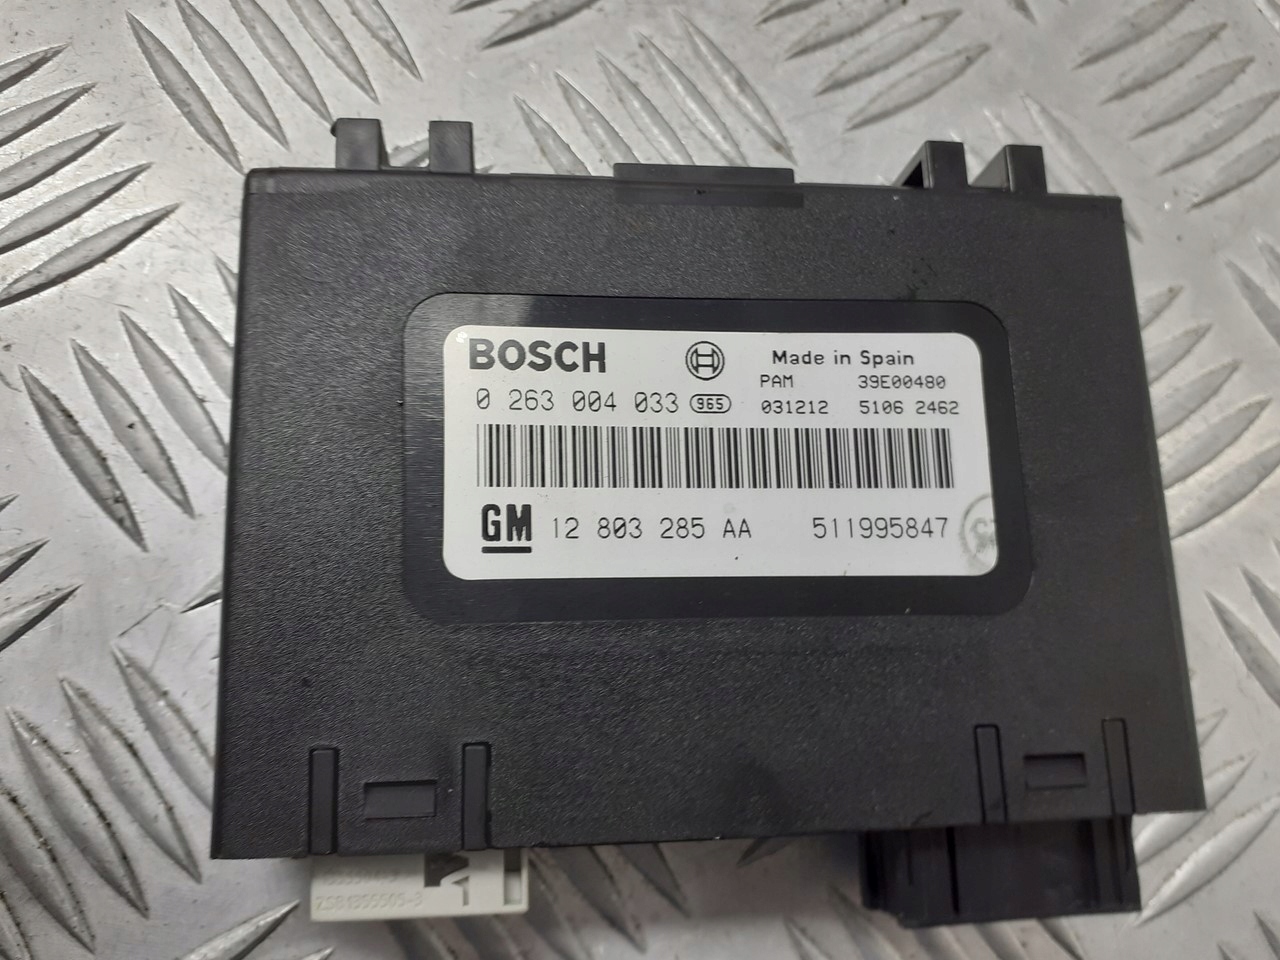 BOSCH
Made in Spain
PAM 39E00480
0 263 004 033 965 031212 5106 2462
GM 12 803 285 AA 511995847